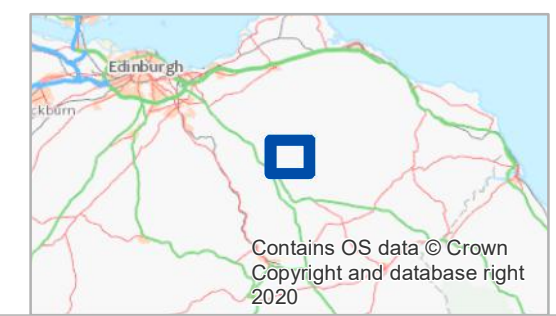 Edinburgh
ckburn
Contains OS data © Crown
Copyright and database right
2020